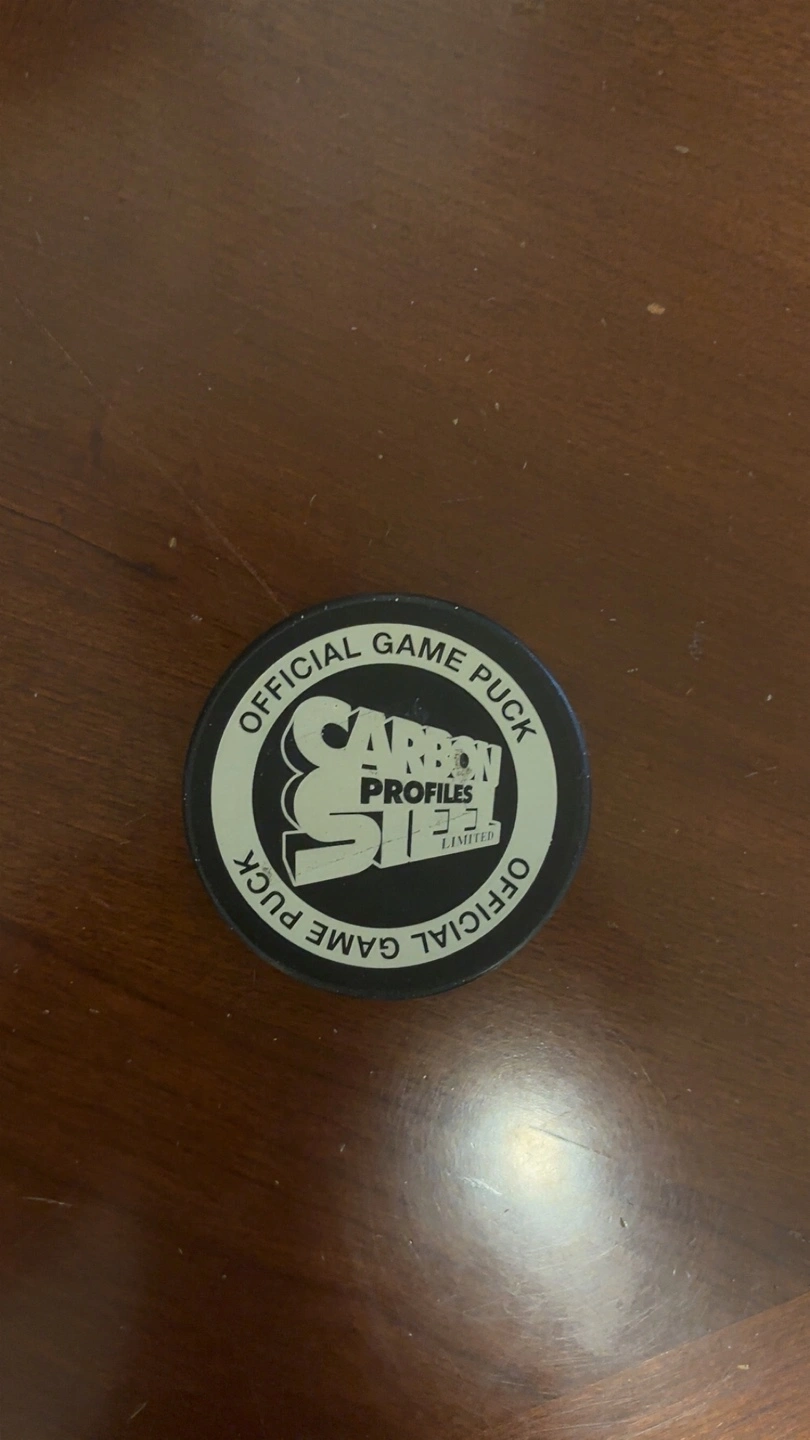 OFFICIAL GAME PUCK
CARBON
PROFILES
STEEL
LIMITED
OFFICIAL GAME PUCK